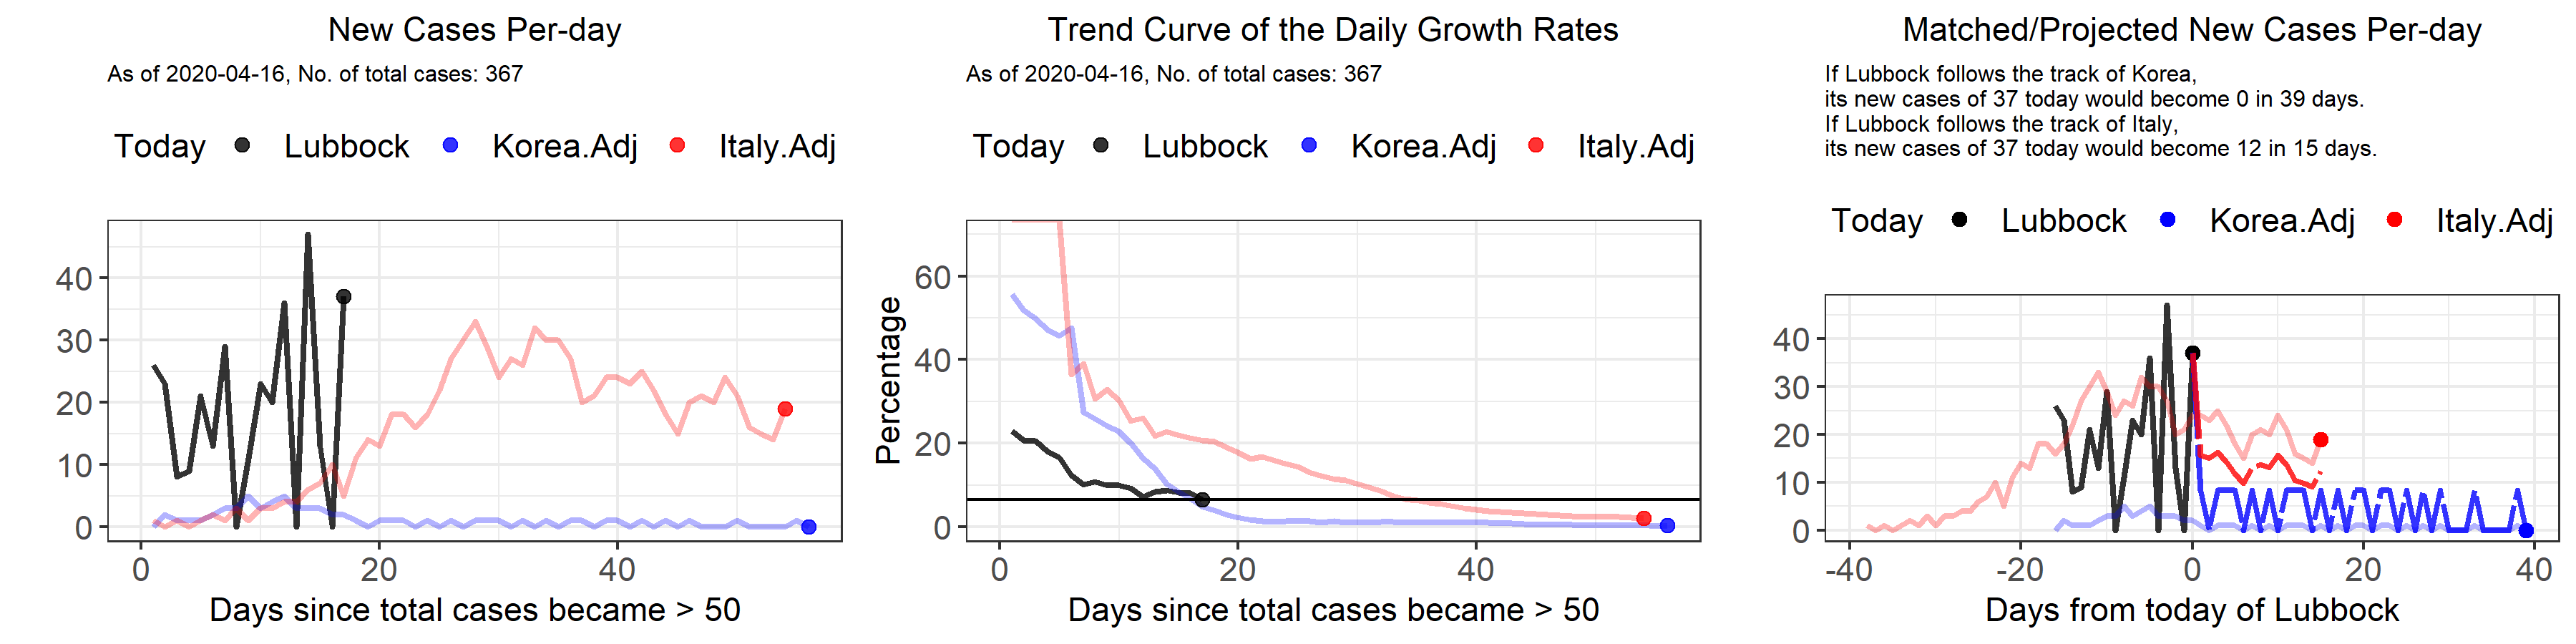 New Cases Per-day
As of 2020-04-16, No. of total cases: 367
Today Lubbock Korea.Adj Italy.Adj
40
30
20
10
0
0 20 40
Days since total cases became > 50
Trend Curve of the Daily Growth Rates
As of 2020-04-16, No. of total cases: 367
Today Lubbock Korea.Adj Italy.Adj
Percentage
60
40
20
0
0 20 40
Days since total cases became > 50
Matched/Projected New Cases Per-day
If Lubbock follows the track of Korea,
its new cases of 37 today would become 0 in 39 days.
If Lubbock follows the track of Italy,
its new cases of 37 today would become 12 in 15 days.
Today Lubbock Korea.Adj Italy.Adj
40
30
20
10
0
-40 -20 0 20 40
Days from today of Lubbock